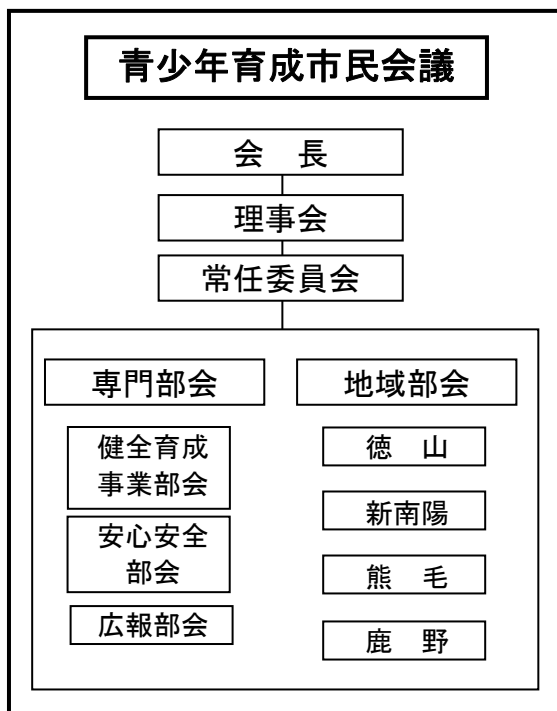 青少年育成市民会議
会　長
理事会
常任委員会
専門部会
健全育成
事業部会
安心安全
部会
広報部会
地域部会
徳　山
新南陽
熊　毛
鹿　野